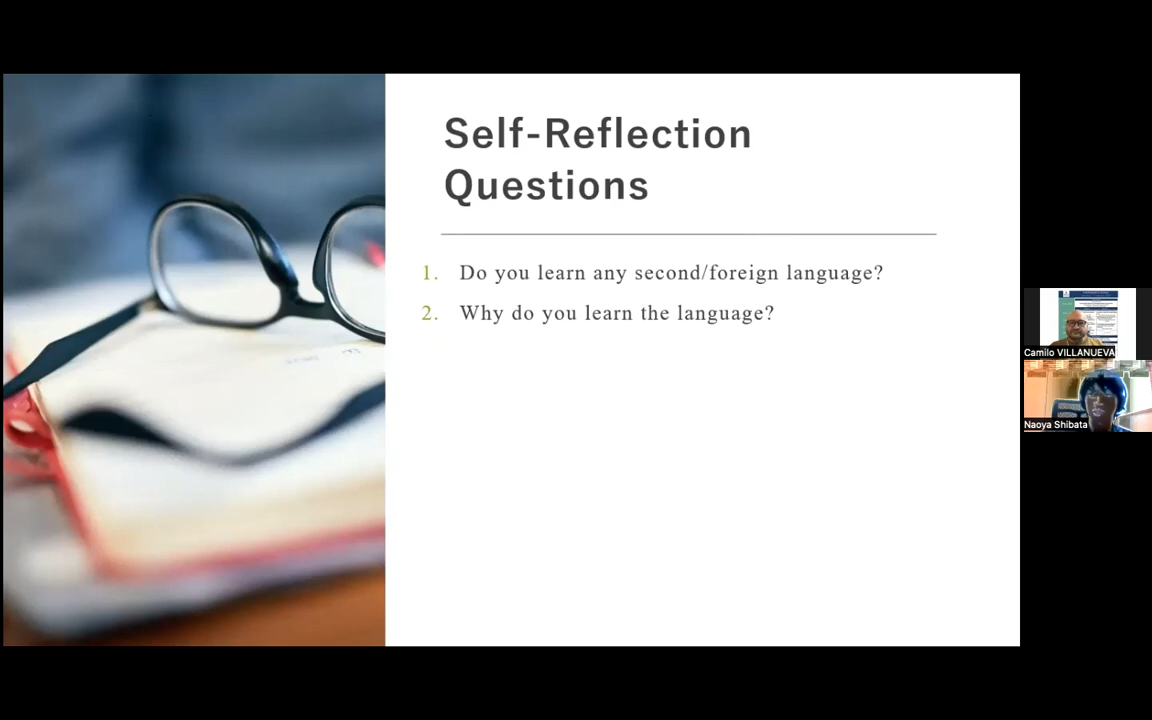 Self-Reflection
Questions
1. Do you learn any second/foreign language?
2. Why do you learn the language?
Camilo VILLANUEVA
Naoya Shibata